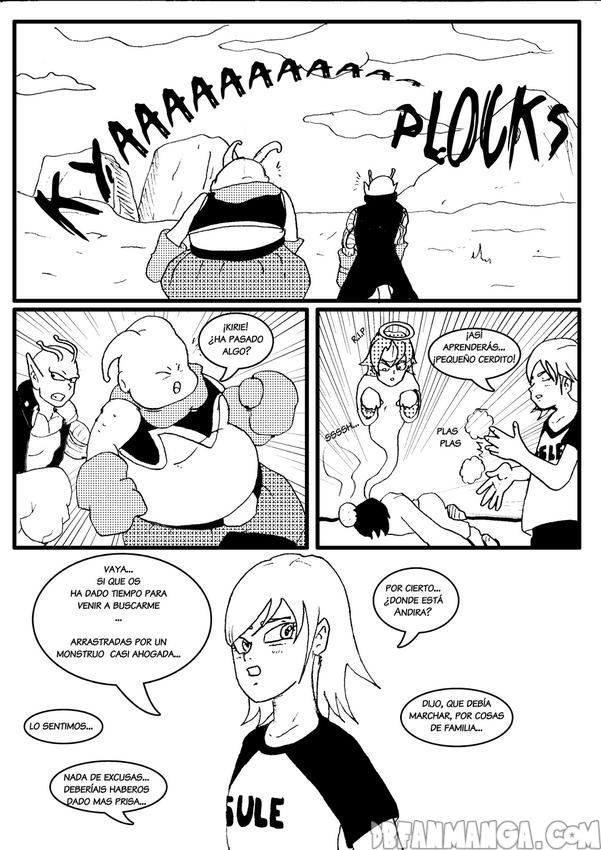 KYAAAAAAAAAAAA
PLOCKS
¡KIRIE!
¿HA PASADO
ALGO?
R.I.P.
¡ASÍ
APRENDERÁS...
¡PEQUEÑO CERDITO!
SSSSH...
PLAS
PLAS
SULE
VAYA...
SI QUE OS
HA DADO TIEMPO PARA
VENIR A BUSCARME
...
ARRASTRADAS POR UN
MONSTRUO CASI AHOGADA...
POR CIERTO...
¿DONDE ESTÁ
ANDIRA?
LO SENTIMOS...
DIJO, QUE DEBÍA
MARCHAR, POR COSAS
DE FAMILIA...
NADA DE EXCUSAS...
DEBERÍAIS HABEROS
DADO MAS PRISA...
SULE
DBFANMANGA.COM